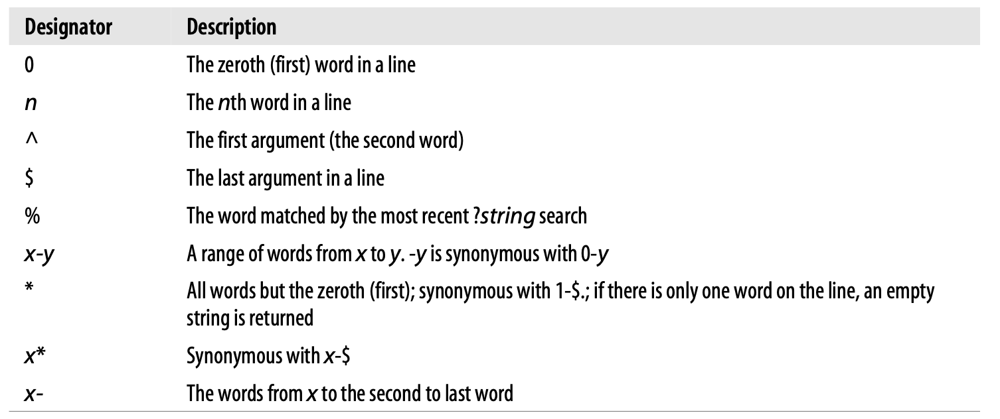 Designator Description
0 The zeroth (first) word in a line
n The nth word in a line
^ The first argument (the second word)
$ The last argument in a line
% The word matched by the most recent ?string search
x-y A range of words from x to y. -y is synonymous with 0-y
* All words but the zeroth (first); synonymous with 1-$.; if there is only one word on the line, an empty
string is returned
x* Synonymous with x-$
x- The words from x to the second to last word